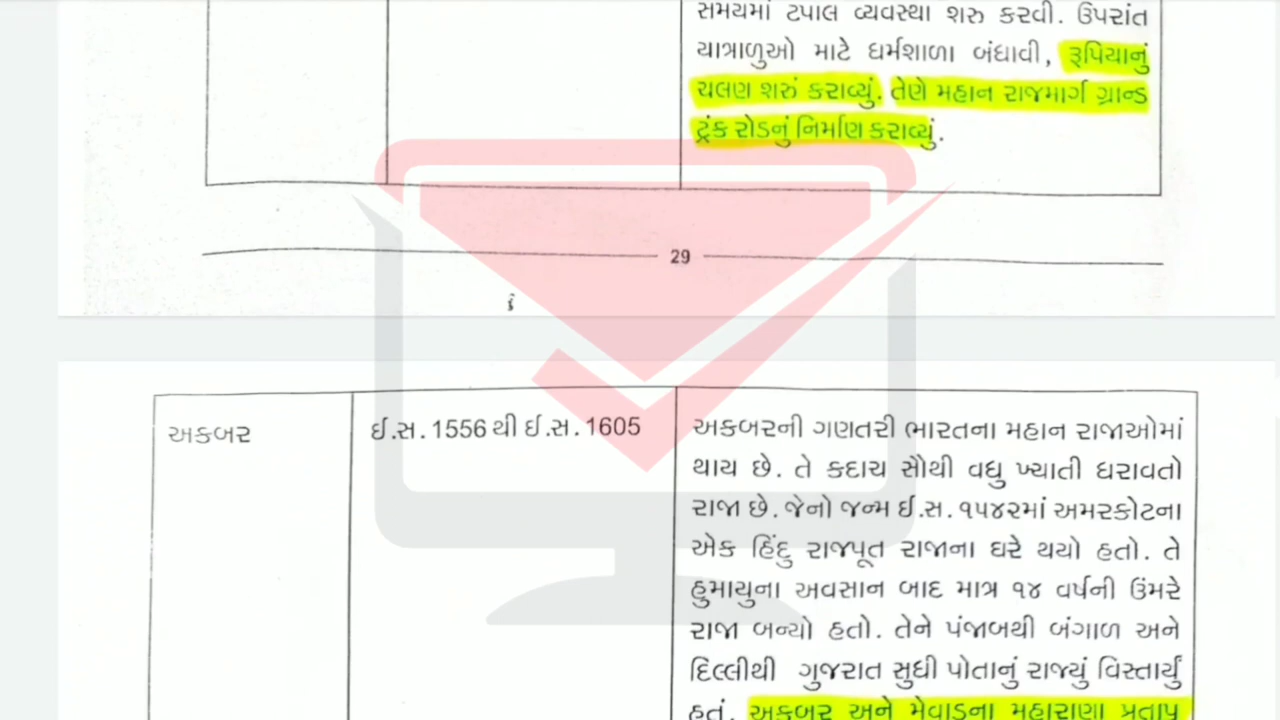 સમયમાં ટપાલ વ્યવસ્થા શરુ કરવી. ઉપરાંત
યાત્રાળુઓ માટે ધર્મશાળા બંધાવી, રૂપિયાનું
ચલણ શરું કરાવ્યું. તેણે મહાન રાજમાર્ગ ગ્રાન્ડ
ટ્રંક રોડનું નિર્માણ કરાવ્યું.
29
અકબર
ઈ.સ. 1556 થી ઈ.સ. 1605
અકબરની ગણતરી ભારતના મહાન રાજાઓમાં
થાય છે. તે કદાચ સૌથી વધુ ખ્યાતી ધરાવતો
રાજા છે. જેનો જન્મ ઈ.સ. ૧૫૪૨માં અમરકોટના
એક હિંદુ રાજપૂત રાજાના ઘરે થયો હતો. તે
હુમાયુના અવસાન બાદ માત્ર ૧૪ વર્ષની ઉંમરે
રાજા બન્યો હતો. તેને પંજાબથી બંગાળ અને
દિલ્લીથી ગુજરાત સુધી પોતાનું રાજ્યું વિસ્તાર્યું
હતું. અકબર અને મેવાડના મહારાણા પ્રતાપ